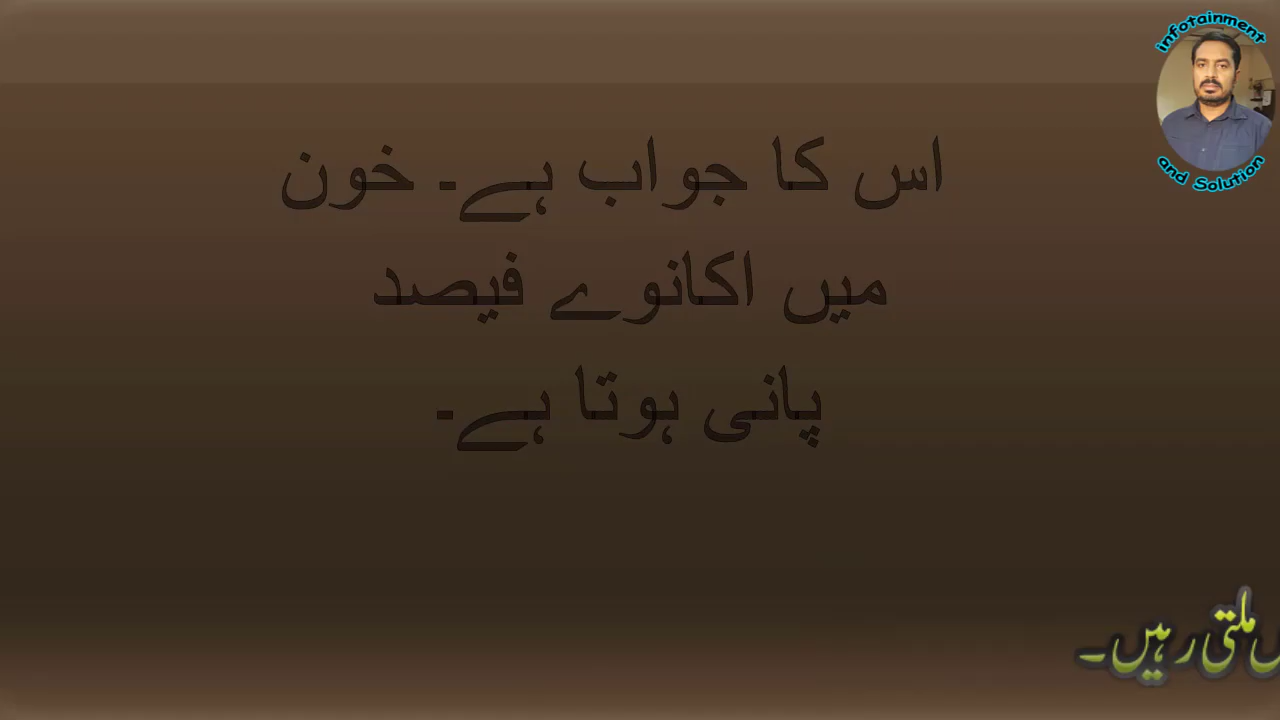 infotainment
and Solution
اس کا جواب ہے۔ خون
میں اکانوے فیصد
پانی ہوتا ہے۔
ملتی رہیں۔